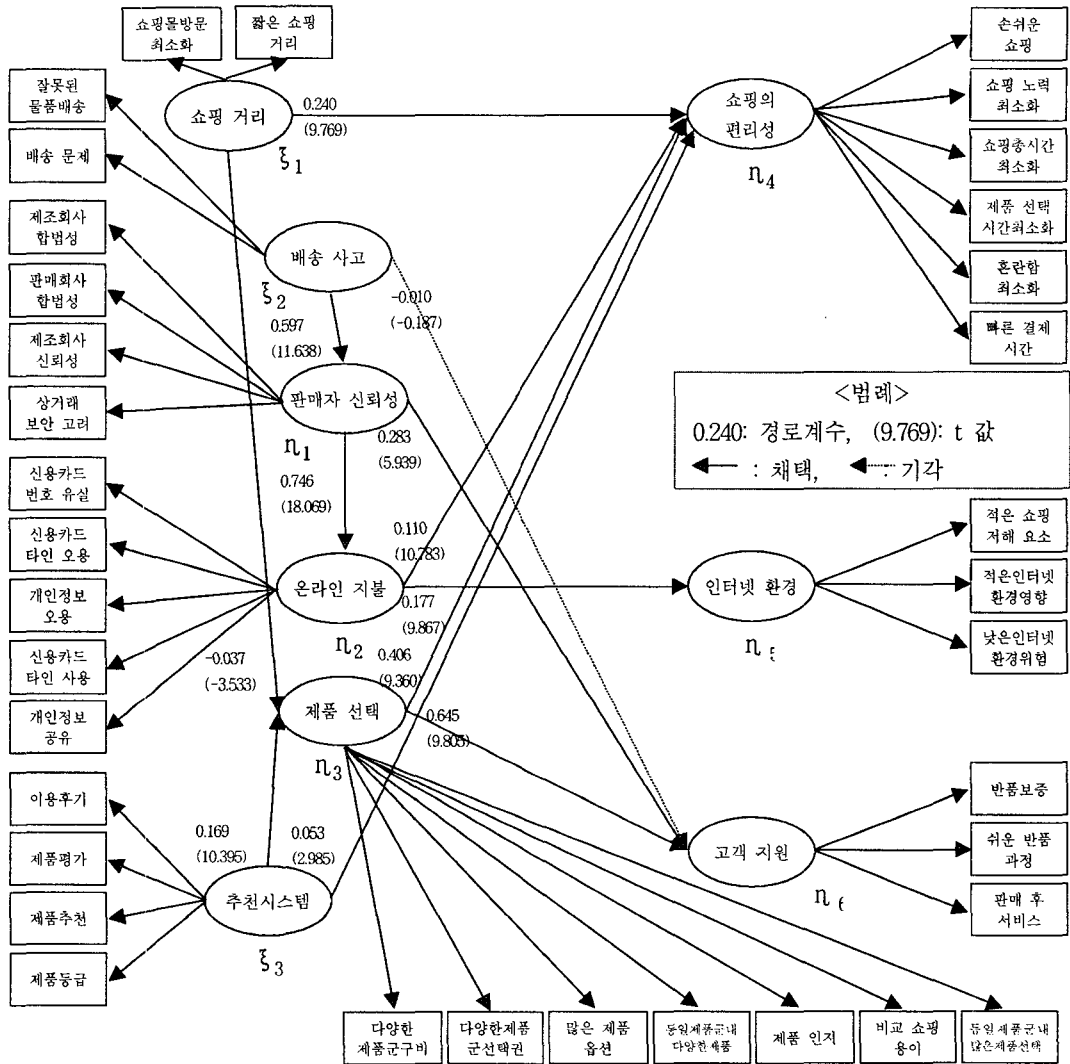 쇼핑몰방문
최소화
짧은 쇼핑
거리
손쉬운
쇼핑
잘못된
물품배송
쇼핑 거리
0.240
(9.769)
ξ1
쇼핑의
편리성
η4
쇼핑 노력
최소화
배송 문제
쇼핑총시간
최소화
제조회사
합법성
제품 선택
시간최소화
배송 사고
ξ2
-0.010
(-0.187)
판매회사
합법성
혼란함
최소화
0.597
(11.638)
제조회사
신뢰성
빠른 결제
시간
판매자 신뢰성
η1
상거래
보안 고려
<범례>
0.240: 경로계수, (9.769): t 값
: 채택, : 기각
0.283
(5.939)
0.746
(18.069)
신용카드
번호 유실
신용카드
타인 오용
0.110
(10.783)
적은 쇼핑
저해 요소
온라인 지불
η2
인터넷 환경
η
적은인터넷
환경영향
개인정보
오용
0.177
(9.867)
낮은인터넷
환경위험
신용카드
타인 사용
-0.037
(-3.533)
0.406
(9.360)
개인정보
공유
제품 선택
η3
0.645
(9.805)
이용후기
반품보증
제품평가
0.169
(10.395)
0.053
(2.985)
고객 지원
η
쉬운 반품
과정
제품추천
추천시스템
ξ3
판매 후
서비스
제품등급
다양한
제품군구비
다양한제품
군선택권
많은 제품
옵션
동일제품군내
다양한제품
제품 인지
비교 쇼핑
용이
동일제품군내
많은제품선택